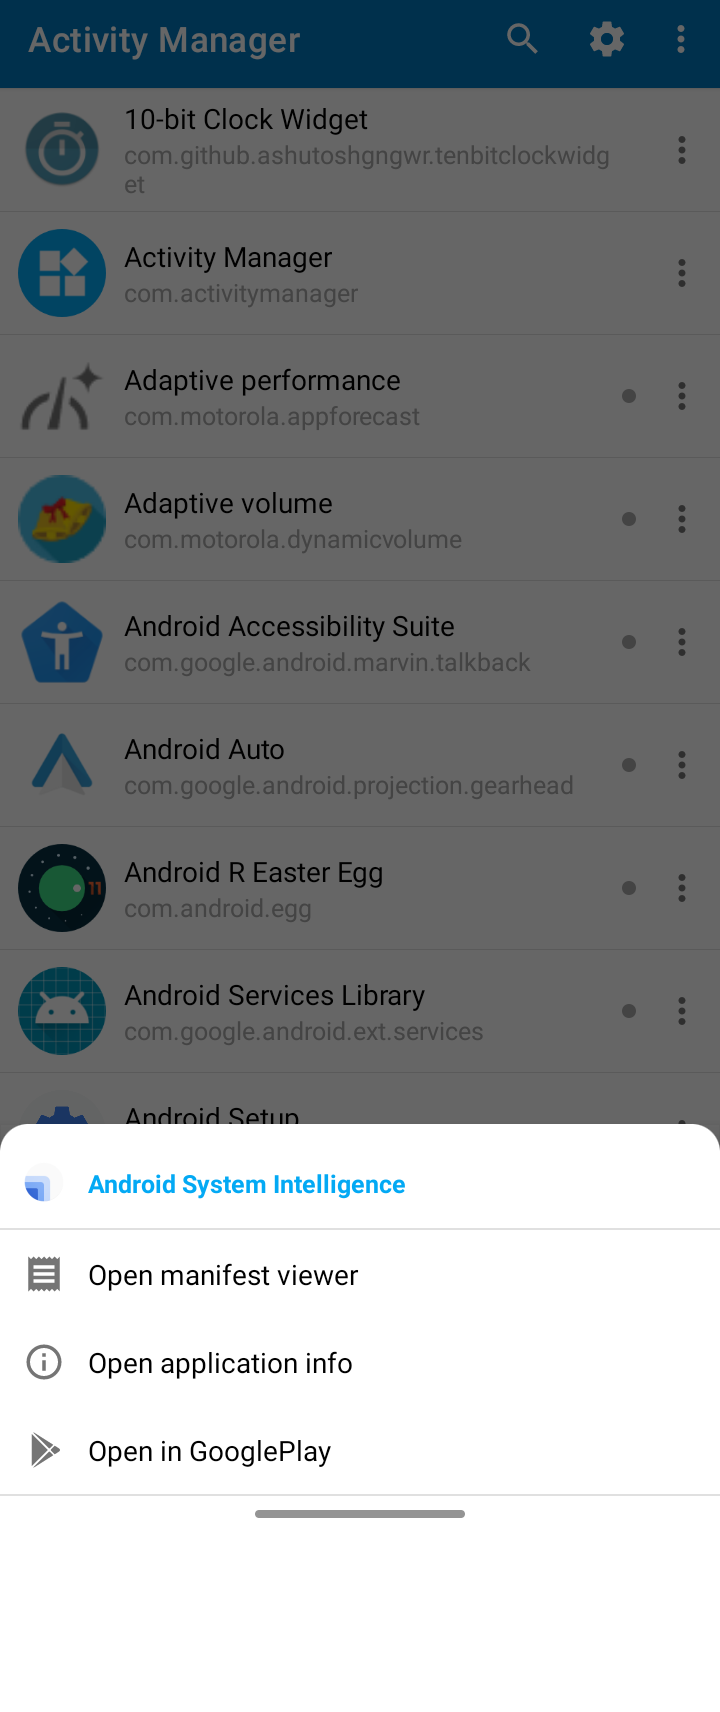 Activity Manager
10-bit Clock Widget
com.github.ashutoshgngwr.tenbitclockwidg
et
Activity Manager
com.activitymanager
Adaptive performance
com.motorola.appforecast
Adaptive volume
com.motorola.dynamicvolume
Android Accessibility Suite
com.google.android.marvin.talkback
Android Auto
com.google.android.projection.gearhead
11
Android R Easter Egg
com.android.egg
Android Services Library
com.google.android.ext.services
Android Setup
Android System Intelligence
Open manifest viewer
Open application info
Open in GooglePlay